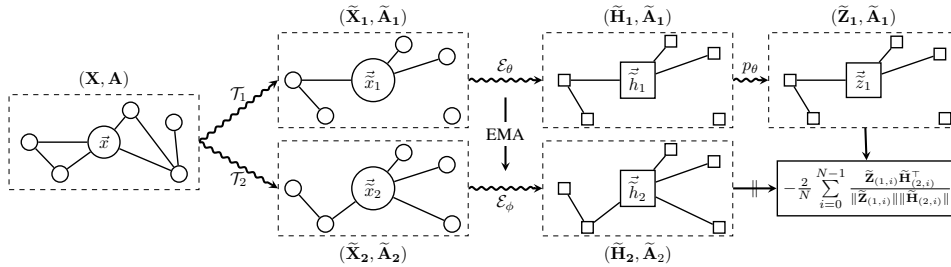 (X̃₁, Ã₁)
(H̃₁, Ã₁)
(Z̃₁, Ã₁)
(X, A)
x⃗
𝒯₁
𝒯₂
x̃⃗₁
ℰ_θ
h̃⃗₁
p_θ
z̃⃗₁
EMA
x̃⃗₂
ℰ_ϕ
h̃⃗₂
∥
−2/N ∑_{i=0}^{N−1} Z̃_{(1,i)}H̃_{(2,i)}^⊤ / ∥Z̃_{(1,i)}∥∥H̃_{(2,i)}∥
(X̃₂, Ã₂)
(H̃₂, Ã₂)